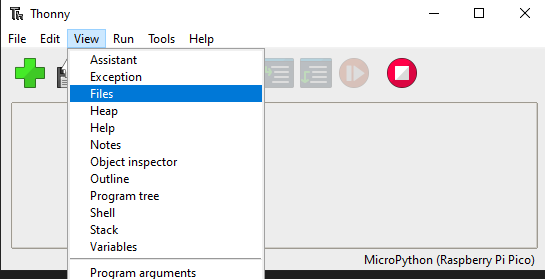 Thonny
File Edit View Run Tools Help
Assistant
Exception
Files
Heap
Help
Notes
Object inspector
Outline
Program tree
Shell
Stack
Variables
Program arguments
MicroPython (Raspberry Pi Pico)